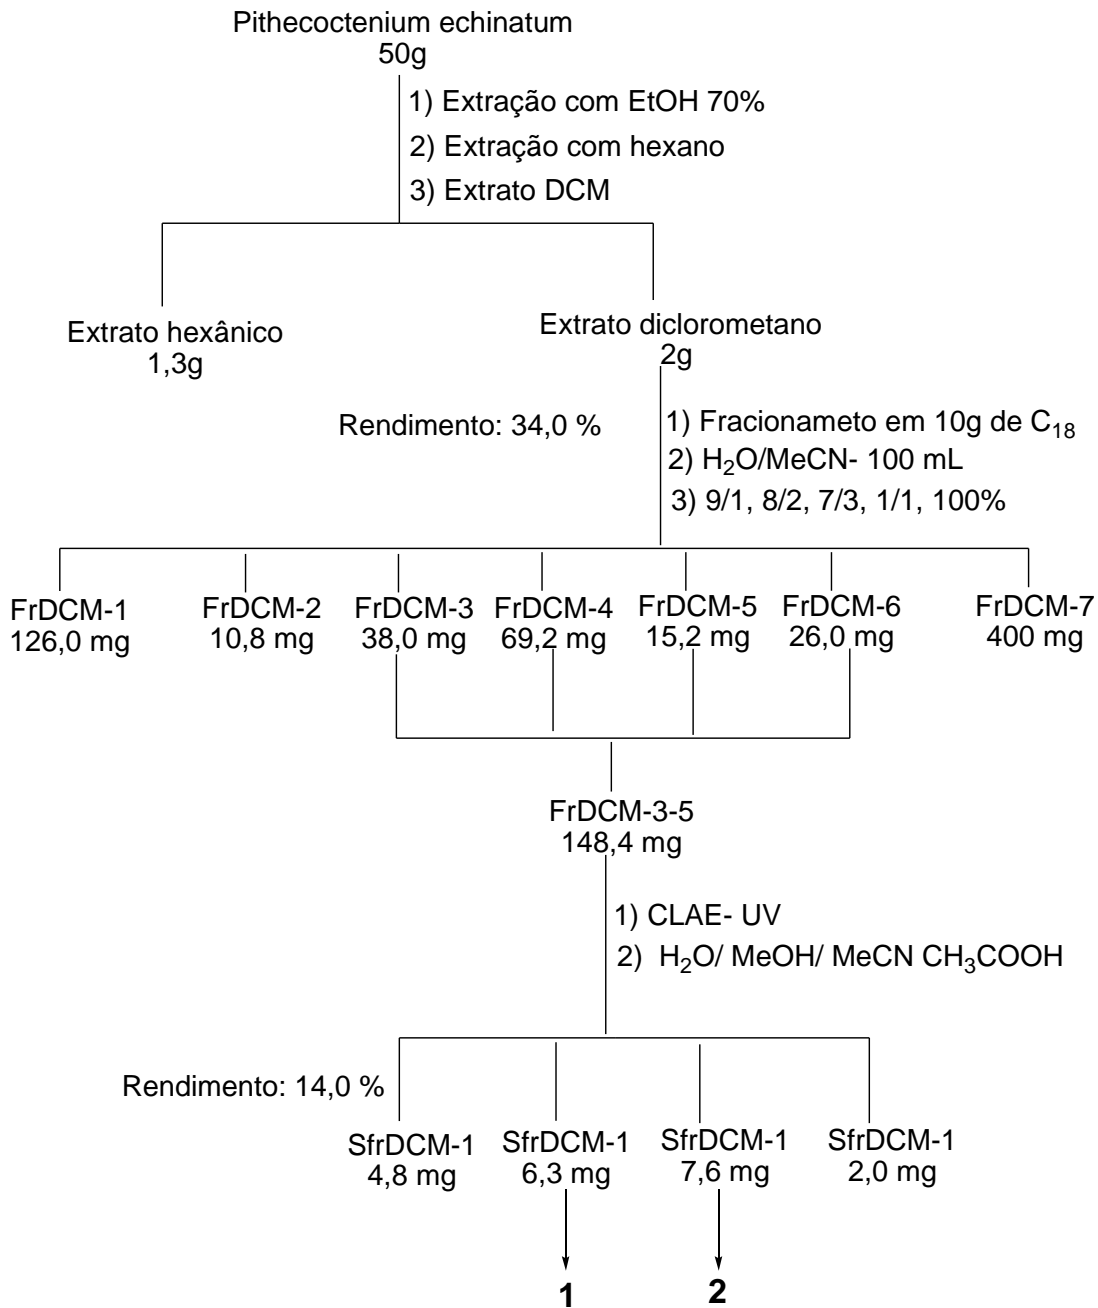 Pithecoctenium echinatum
50g
1) Extração com EtOH 70%
2) Extração com hexano
3) Extrato DCM
Extrato hexânico
1,3g
Extrato diclorometano
2g
Rendimento: 34,0 %
1) Fracionameto em 10g de C18
2) H2O/MeCN- 100 mL
3) 9/1, 8/2, 7/3, 1/1, 100%
FrDCM-1
126,0 mg
FrDCM-2
10,8 mg
FrDCM-3
38,0 mg
FrDCM-4
69,2 mg
FrDCM-5
15,2 mg
FrDCM-6
26,0 mg
FrDCM-7
400 mg
FrDCM-3-5
148,4 mg
1) CLAE- UV
2) H2O/ MeOH/ MeCN CH3COOH
Rendimento: 14,0 %
SfrDCM-1
4,8 mg
SfrDCM-1
6,3 mg
SfrDCM-1
7,6 mg
SfrDCM-1
2,0 mg
1
2